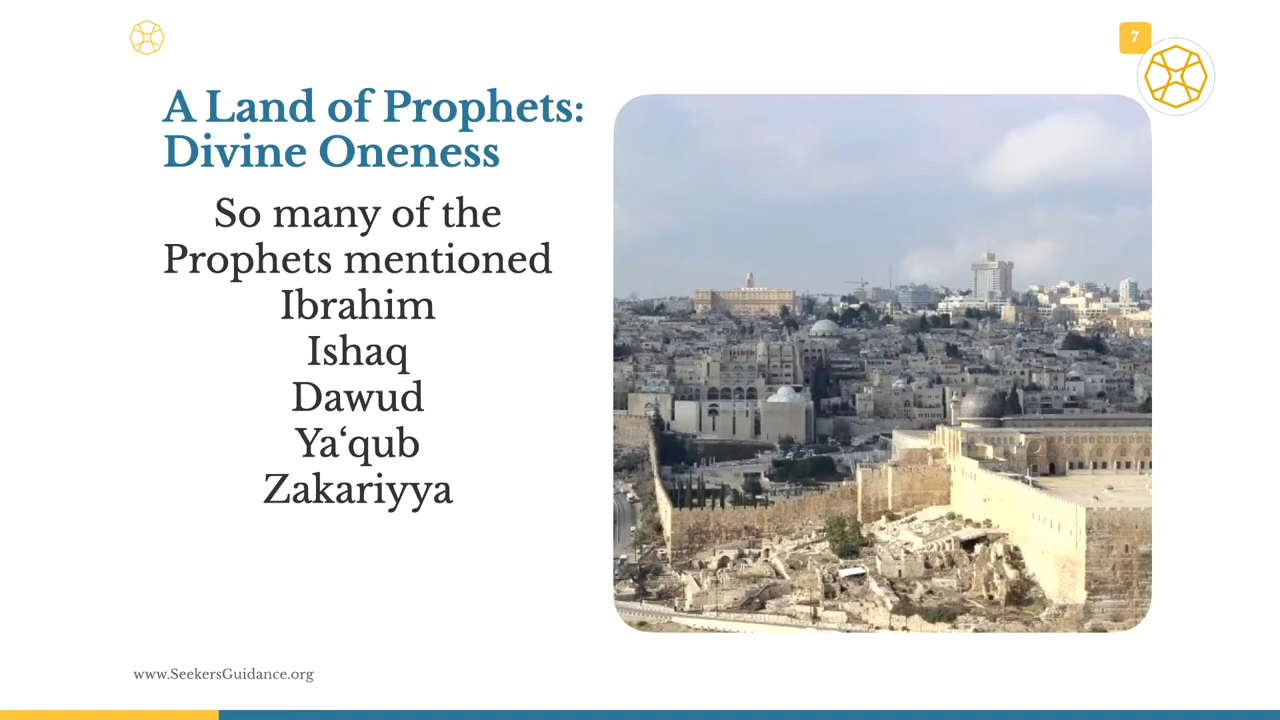 7
A Land of Prophets:
Divine Oneness
So many of the
Prophets mentioned
Ibrahim
Ishaq
Dawud
Ya‘qub
Zakariyya
www.SeekersGuidance.org